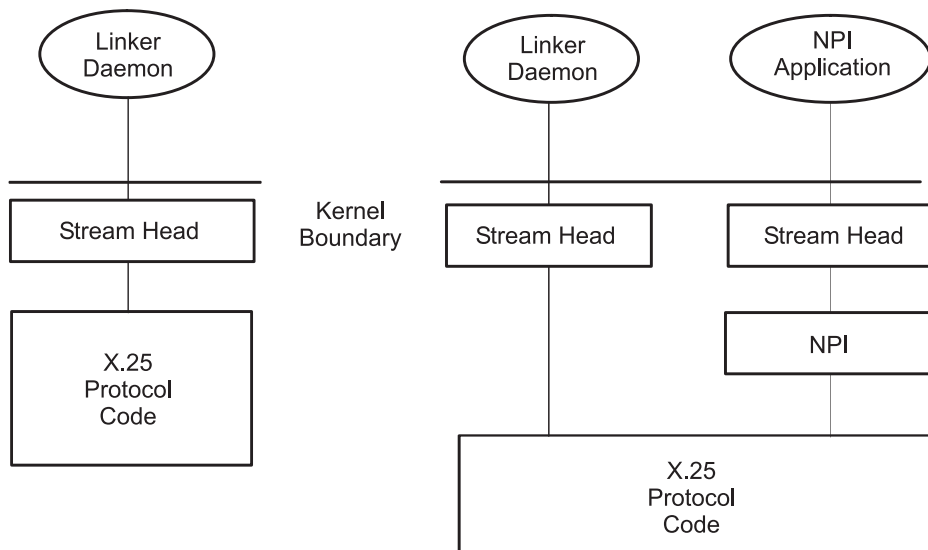 Linker
Daemon
Stream Head
X.25
Protocol
Code
Kernel
Boundary
Linker
Daemon
Stream Head
NPI
Application
Stream Head
NPI
X.25
Protocol
Code